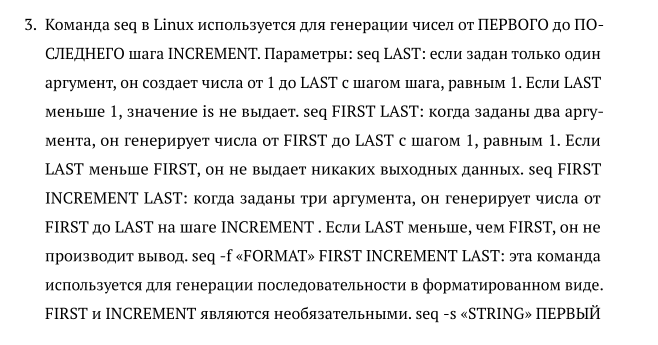 3. Команда seq в Linux используется для генерации чисел от ПЕРВОГО до ПО-
СЛЕДНЕГО шага INCREMENT. Параметры: seq LAST: если задан только один
аргумент, он создает числа от 1 до LAST с шагом шага, равным 1. Если LAST
меньше 1, значение is не выдает. seq FIRST LAST: когда заданы два аргу-
мента, он генерирует числа от FIRST до LAST с шагом 1, равным 1. Если
LAST меньше FIRST, он не выдает никаких выходных данных. seq FIRST
INCREMENT LAST: когда заданы три аргумента, он генерирует числа от
FIRST до LAST на шаге INCREMENT . Если LAST меньше, чем FIRST, он не
производит вывод. seq -f «FORMAT» FIRST INCREMENT LAST: эта команда
используется для генерации последовательности в форматированном виде.
FIRST и INCREMENT являются необязательными. seq -s «STRING» ПЕРВЫЙ